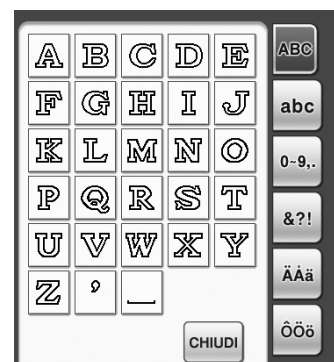 A B C D E ABC
F G H I J abc
K L M N O 0~9,.
P Q R S T &?!
U V W X Y ÄÅä
Z ’ _ ÔÖö
CHIUDI